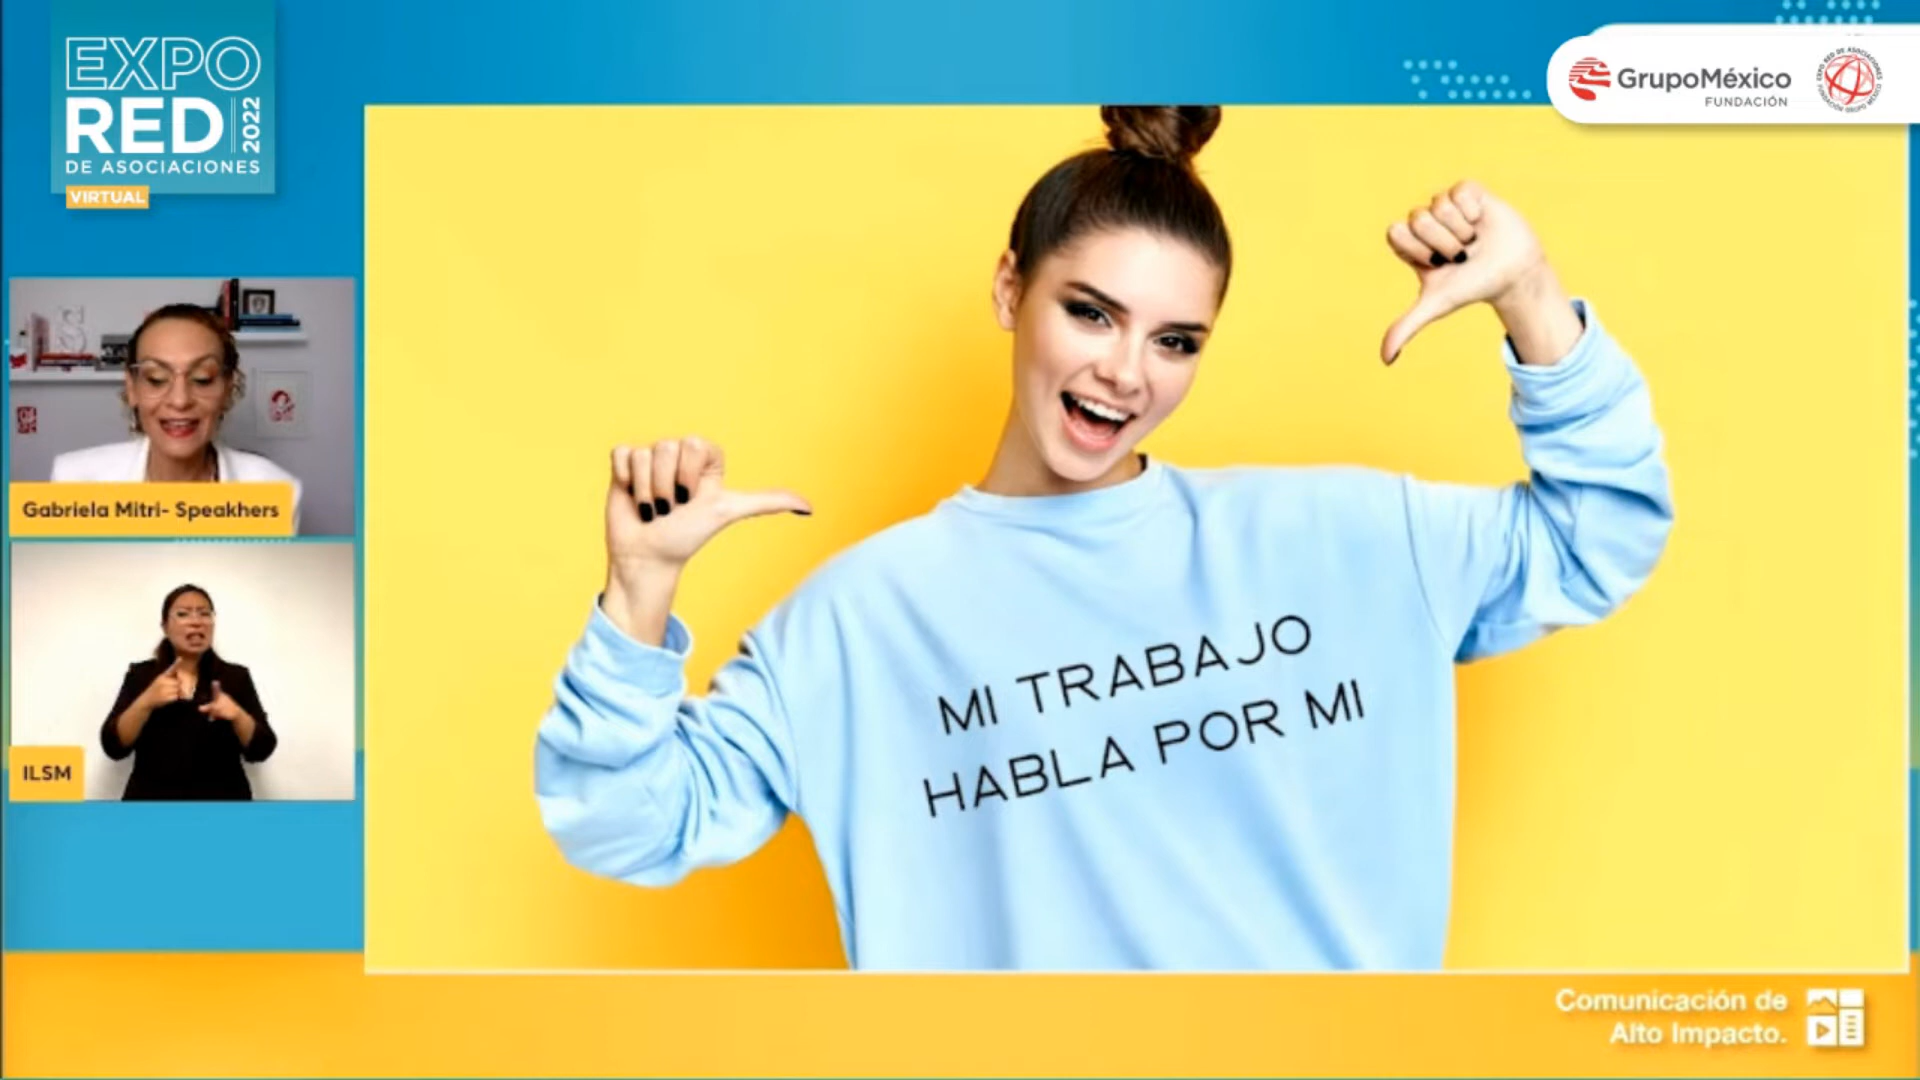 EXPO
RED 2022
DE ASOCIACIONES
VIRTUAL
GrupoMéxico
FUNDACIÓN
Gabriela Mitri- Speakhers
ILSM
MI TRABAJO
HABLA POR MI
Comunicación de
Alto Impacto.